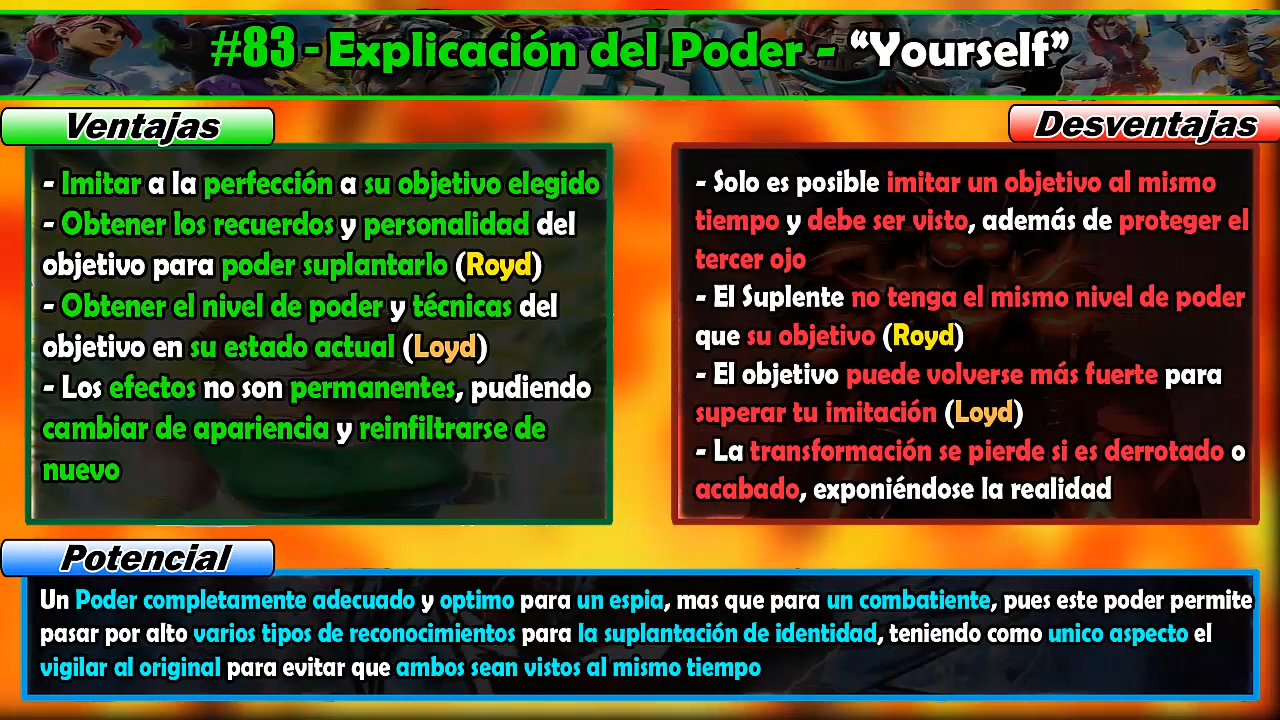 #83 - Explicación del Poder - “Yourself”
Ventajas
- Imitar a la perfección a su objetivo elegido
- Obtener los recuerdos y personalidad del
objetivo para poder suplantarlo (Royd)
- Obtener el nivel de poder y técnicas del
objetivo en su estado actual (Loyd)
- Los efectos no son permanentes, pudiendo
cambiar de apariencia y reinfiltrarse de
nuevo
Desventajas
- Solo es posible imitar un objetivo al mismo
tiempo y debe ser visto, además de proteger el
tercer ojo
- El Suplente no tenga el mismo nivel de poder
que su objetivo (Royd)
- El objetivo puede volverse más fuerte para
superar tu imitación (Loyd)
- La transformación se pierde si es derrotado o
acabado, exponiéndose la realidad
Potencial
Un Poder completamente adecuado y optimo para un espia, mas que para un combatiente, pues este poder permite
pasar por alto varios tipos de reconocimientos para la suplantación de identidad, teniendo como unico aspecto el
vigilar al original para evitar que ambos sean vistos al mismo tiempo